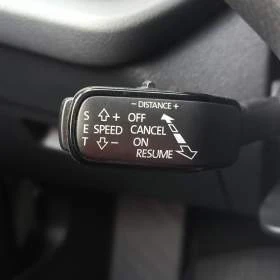 − DISTANCE +
S + OFF
E SPEED CANCEL
T − ON
RESUME